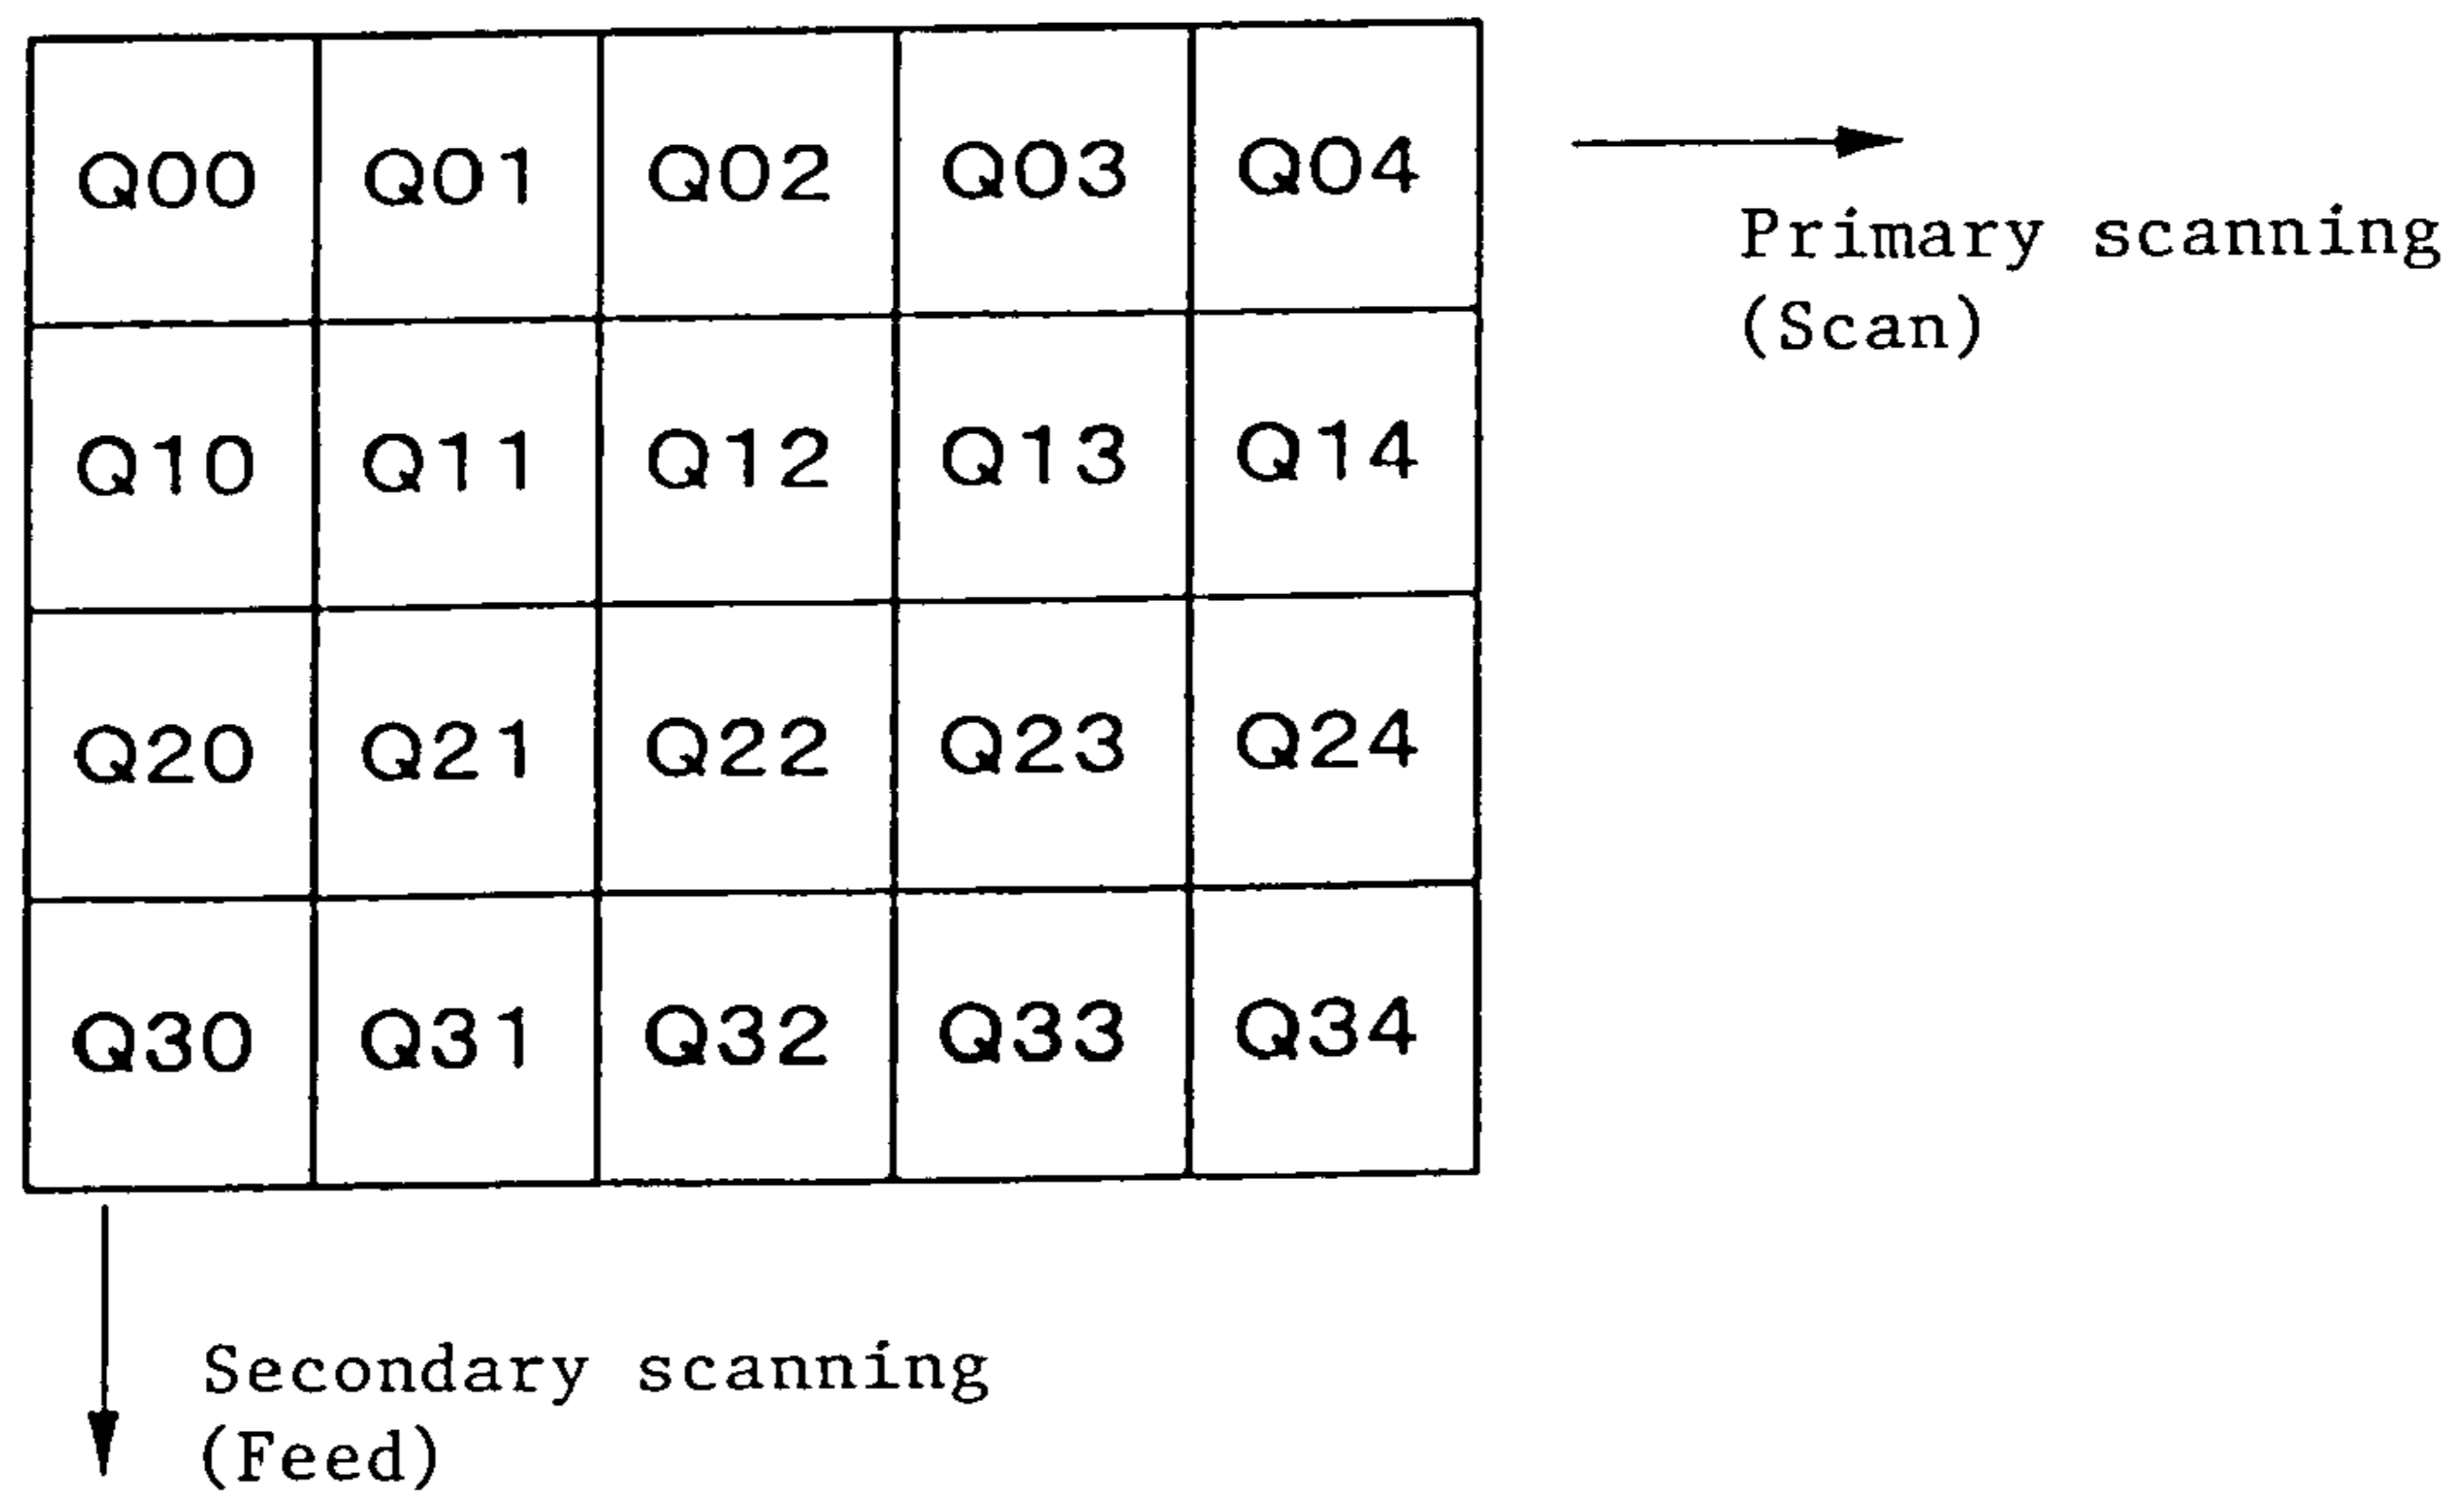 Q00 Q01 Q02 Q03 Q04
Primary scanning
(Scan)
Q10 Q11 Q12 Q13 Q14
Q20 Q21 Q22 Q23 Q24
Q30 Q31 Q32 Q33 Q34
Secondary scanning
(Feed)